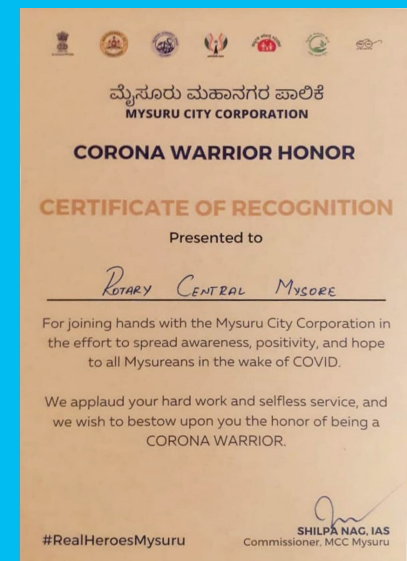 ಮೈಸೂರು ಮಹಾನಗರ ಪಾಲಿಕೆ
MYSURU CITY CORPORATION
CORONA WARRIOR HONOR
CERTIFICATE OF RECOGNITION
Presented to
ROTARY CENTRAL MYSORE
For joining hands with the Mysuru City Corporation in
the effort to spread awareness, positivity, and hope
to all Mysureans in the wake of COVID.
We applaud your hard work and selfless service, and
we wish to bestow upon you the honor of being a
CORONA WARRIOR.
SHILPA NAG, IAS
#RealHeroesMysuru Commissioner, MCC Mysuru